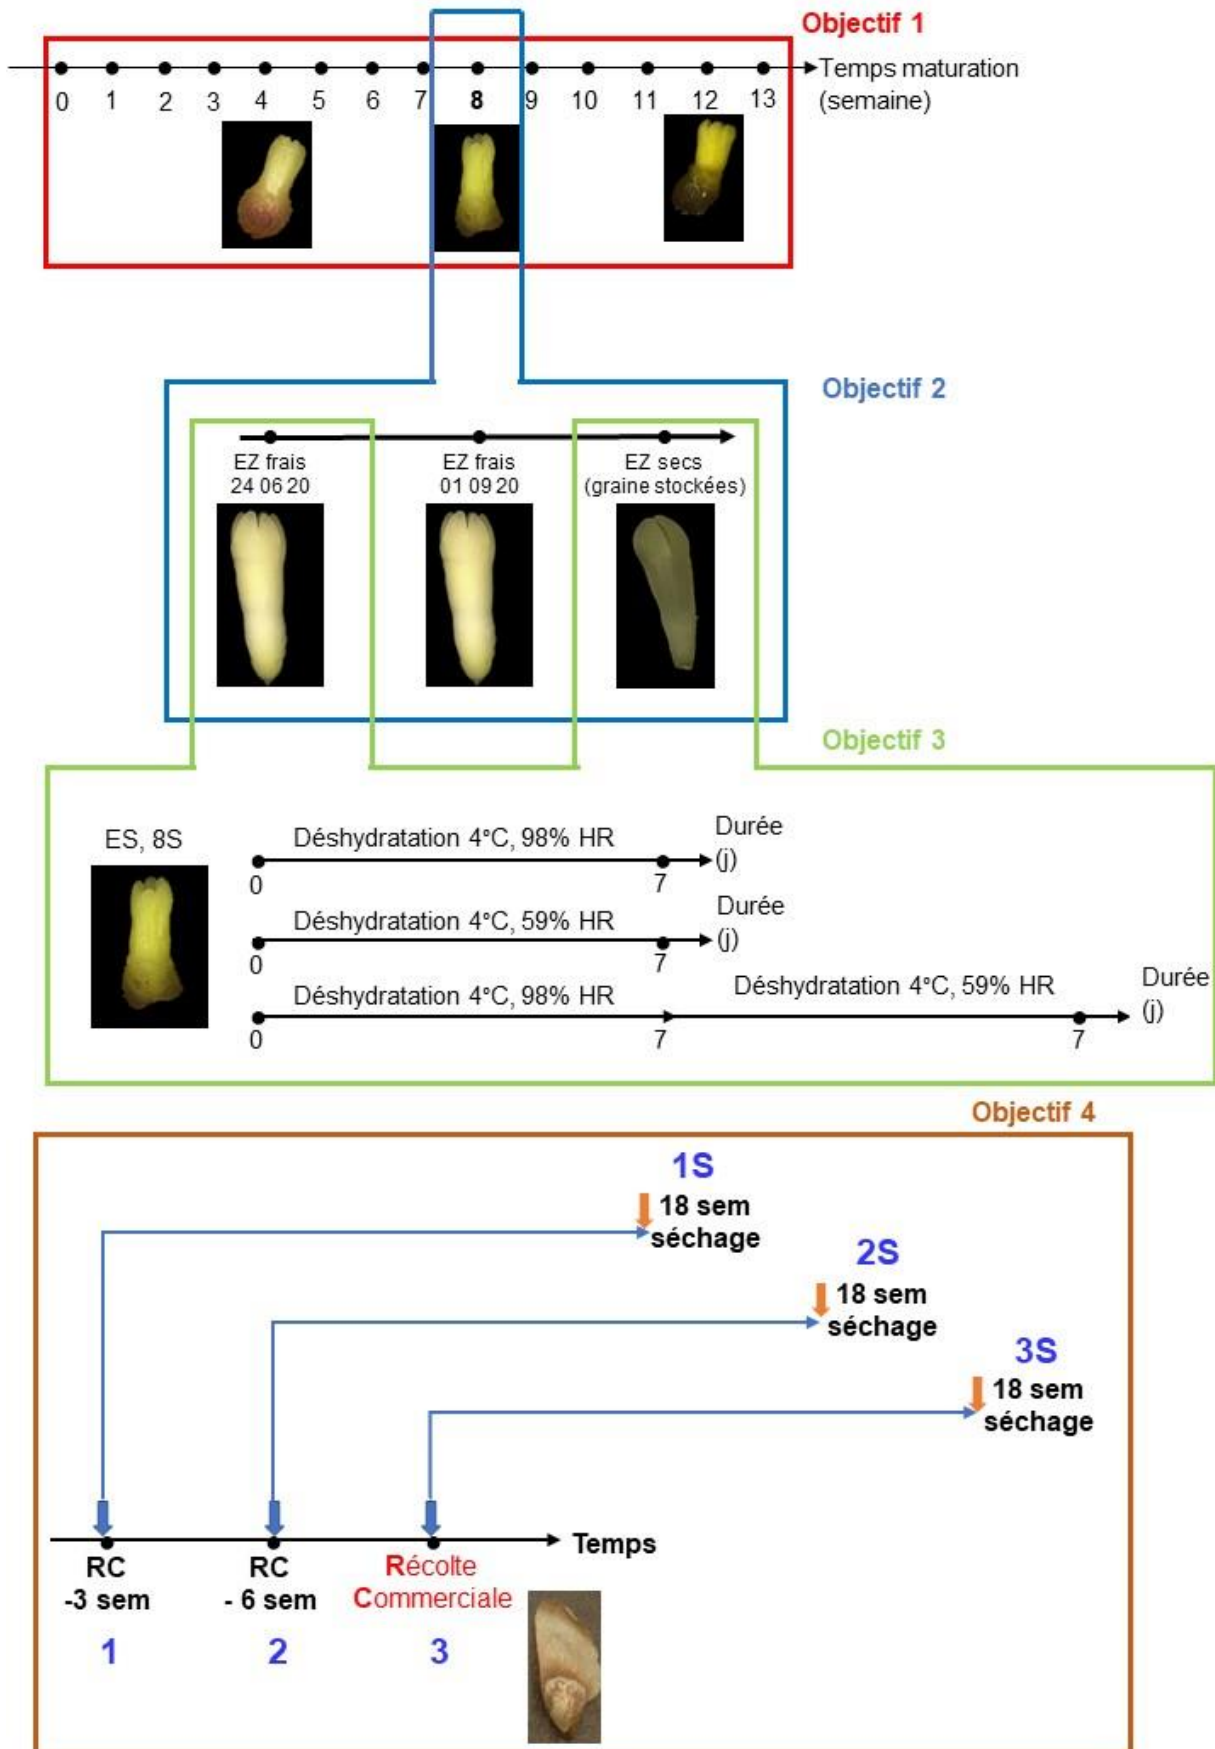 Objectif 1
Temps maturation
(semaine)
0 1 2 3 4 5 6 7 8 9 10 11 12 13
Objectif 2
EZ frais
24 06 20
EZ frais
01 09 20
EZ secs
(graine stockées)
Objectif 3
ES, 8S
Déshydratation 4°C, 98% HR
Durée
(j)
0 7
Déshydratation 4°C, 59% HR
Durée
(j)
0 7
Déshydratation 4°C, 98% HR
Déshydratation 4°C, 59% HR
Durée
(j)
0 7 7
Objectif 4
1S
18 sem
séchage
2S
18 sem
séchage
3S
18 sem
séchage
Temps
RC
-3 sem
1
RC
- 6 sem
2
Récolte
Commerciale
3